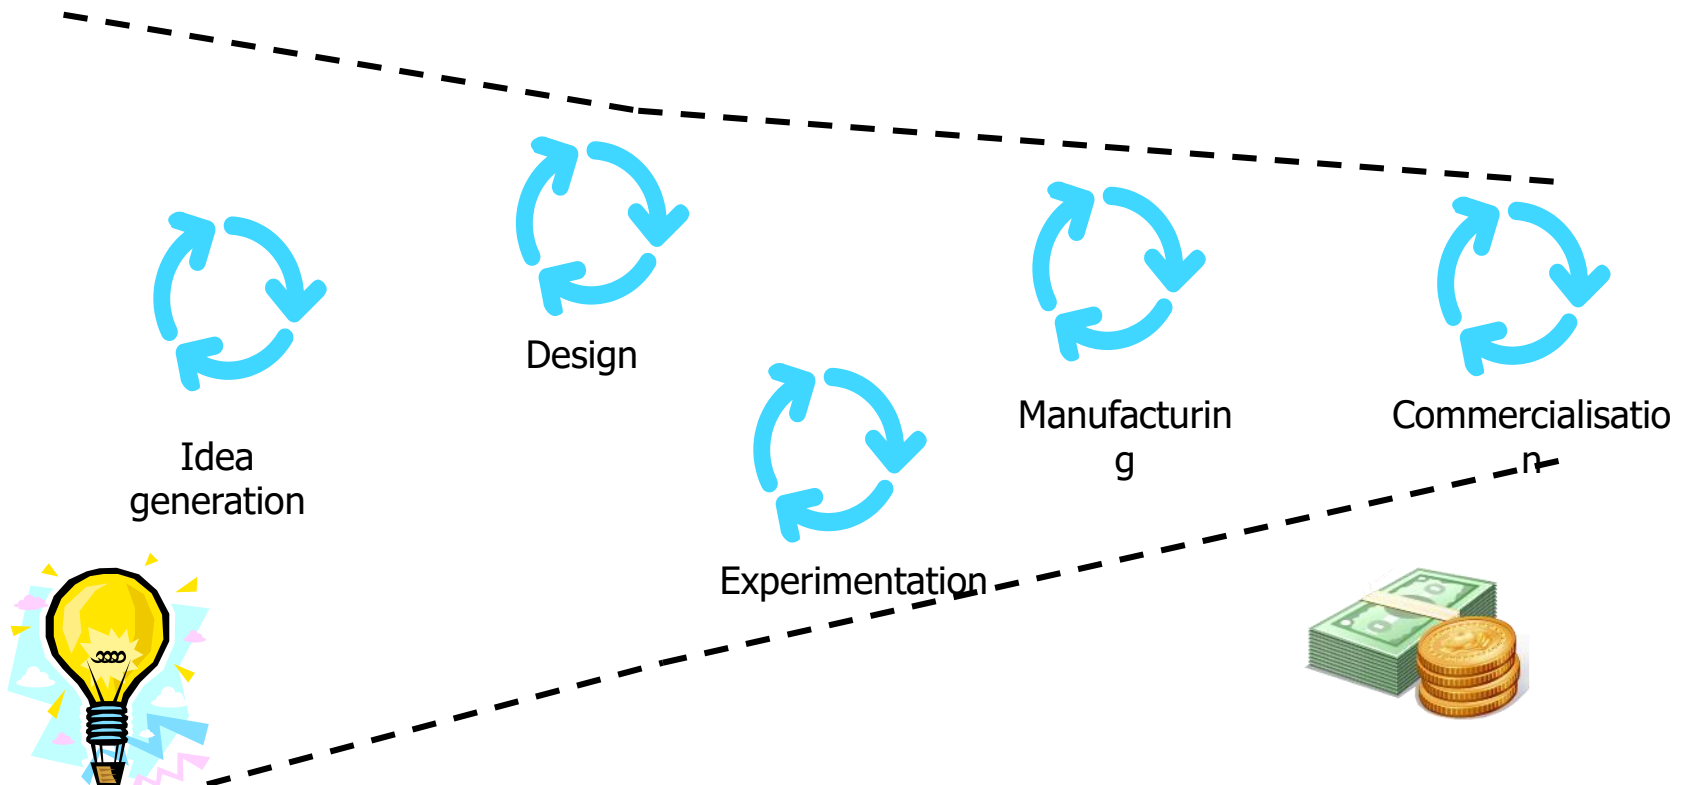 Idea
generation
Design
Experimentation
Manufacturin
g
Commercialisatio
n